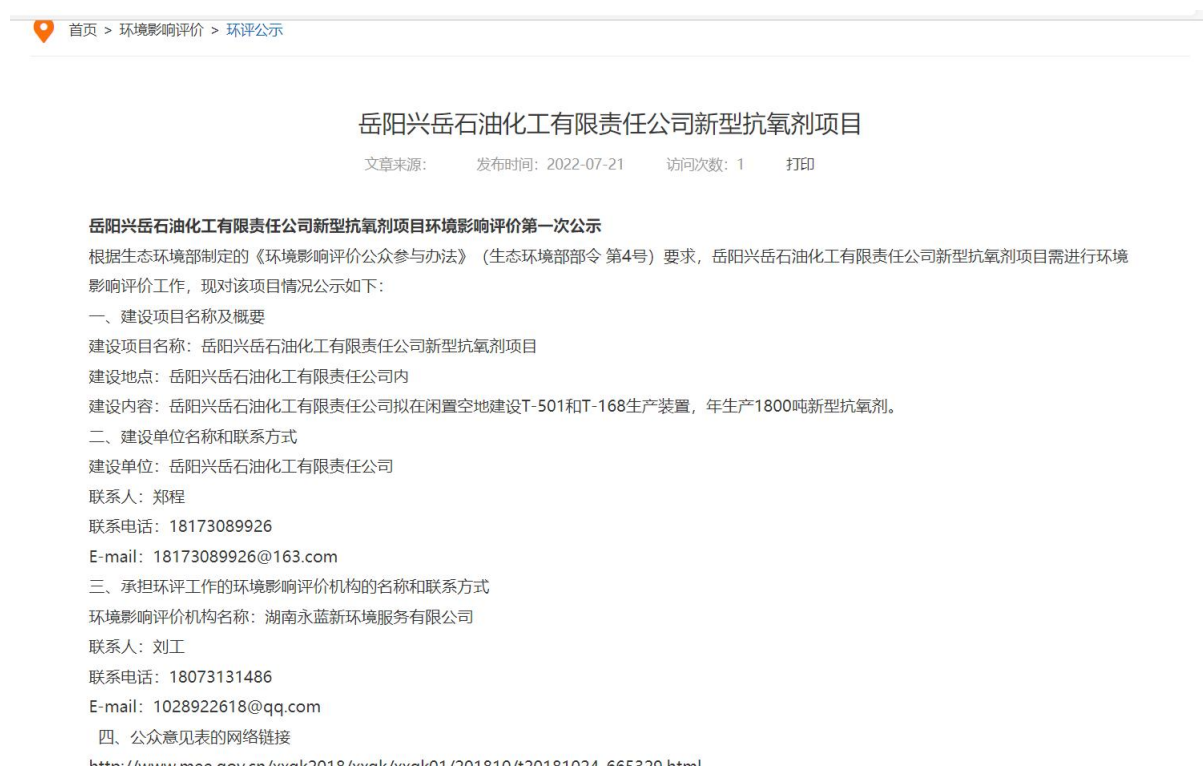 首页 > 环境影响评价 > 环评公示
岳阳兴岳石油化工有限责任公司新型抗氧剂项目
文章来源： 发布时间：2022-07-21 访问次数：1 打印
岳阳兴岳石油化工有限责任公司新型抗氧剂项目环境影响评价第一次公示
根据生态环境部制定的《环境影响评价公众参与办法》（生态环境部部令 第4号）要求，岳阳兴岳石油化工有限责任公司新型抗氧剂项目需进行环境
影响评价工作，现对该项目情况公示如下：
一、建设项目名称及概要
建设项目名称：岳阳兴岳石油化工有限责任公司新型抗氧剂项目
建设地点：岳阳兴岳石油化工有限责任公司内
建设内容：岳阳兴岳石油化工有限责任公司拟在闲置空地建设T-501和T-168生产装置，年生产1800吨新型抗氧剂。
二、建设单位名称和联系方式
建设单位：岳阳兴岳石油化工有限责任公司
联系人：郑程
联系电话：18173089926
E-mail：18173089926@163.com
三、承担环评工作的环境影响评价机构的名称和联系方式
环境影响评价机构名称：湖南永蓝新环境服务有限公司
联系人：刘工
联系电话：18073131486
E-mail：1028922618@qq.com
四、公众意见表的网络链接
http://www.mee.gov.cn/xxgk2018/xxgk/xxgk01/201810/t20181024_665329.html